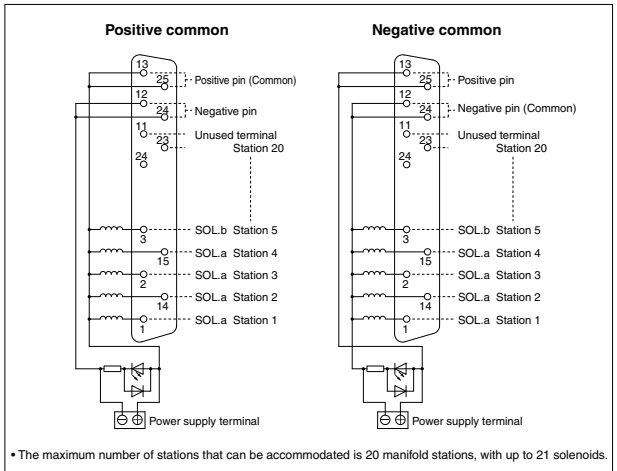 Positive common
13
25
Positive pin (Common)
12
24
Negative pin
11
Unused terminal
23
Station 20
24
SOL.b Station 5
3
SOL.a Station 4
15
SOL.a Station 3
2
SOL.a Station 2
14
SOL.a Station 1
1
⊖ ⊕
Power supply terminal
Negative common
13
25
Positive pin
12
24
Negative pin (Common)
11
Unused terminal
23
Station 20
24
SOL.b Station 5
3
SOL.a Station 4
15
SOL.a Station 3
2
SOL.a Station 2
14
SOL.a Station 1
1
⊖ ⊕
Power supply terminal
• The maximum number of stations that can be accommodated is 20 manifold stations, with up to 21 solenoids.